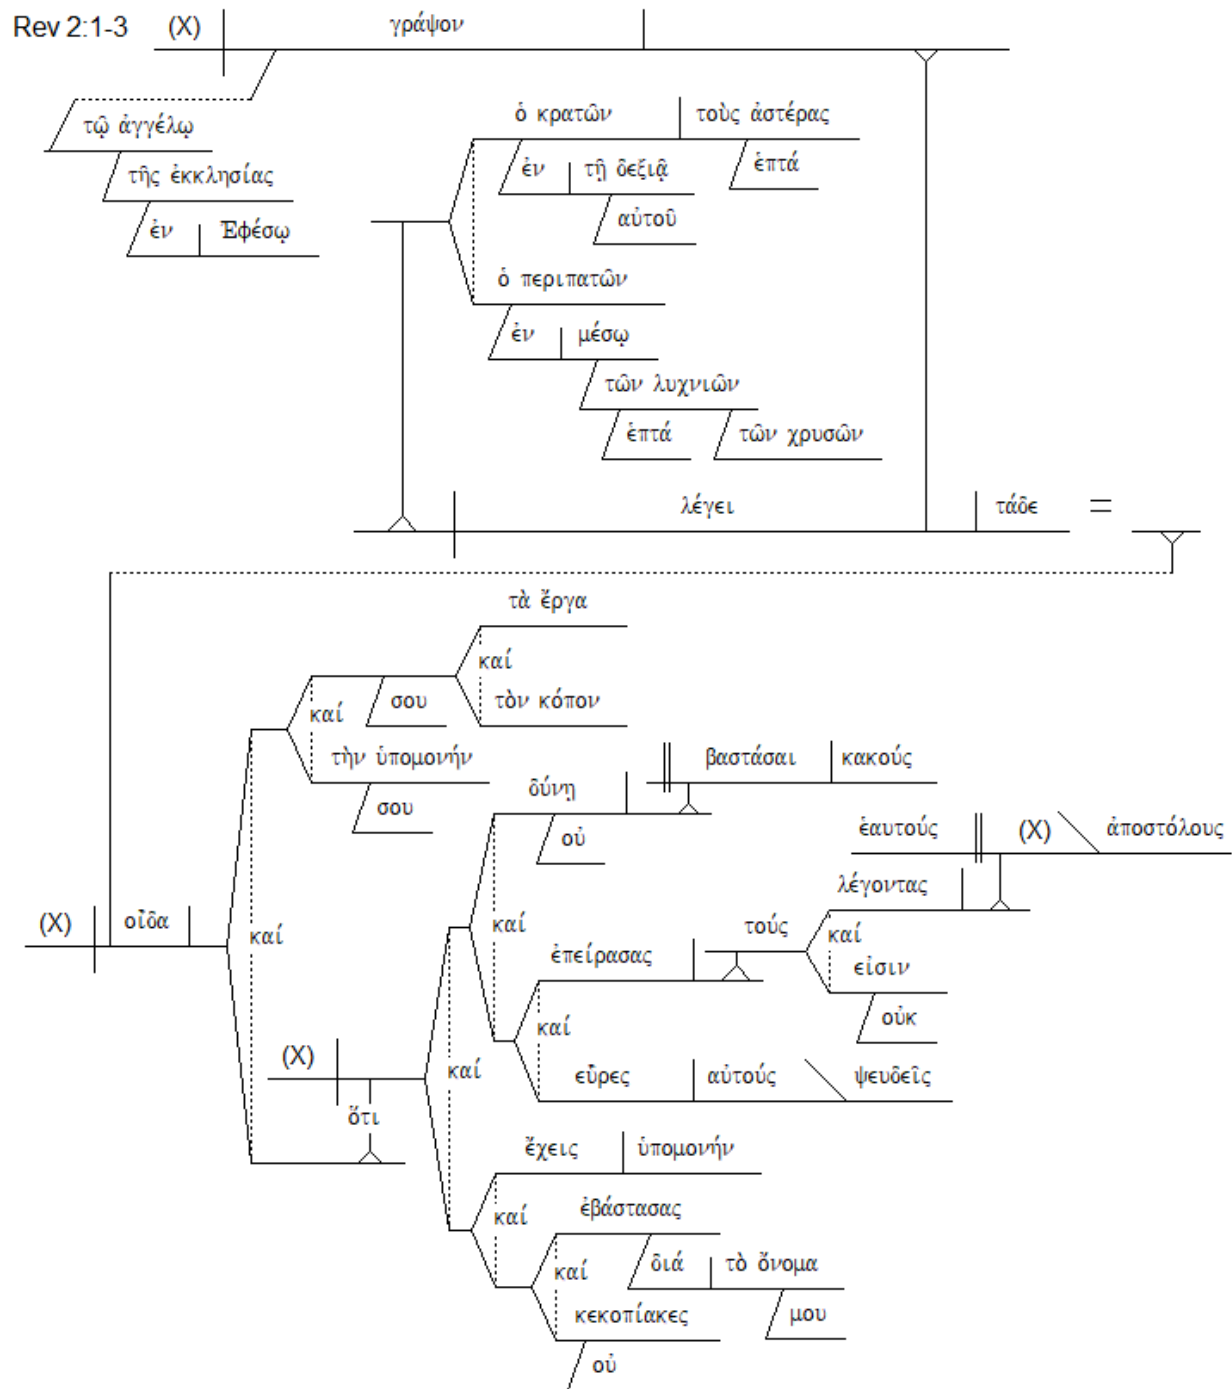 Rev 2:1-3 (X) γράψον
τῷ ἀγγέλῳ
τῆς ἐκκλησίας
ἐν Ἐφέσῳ
ὁ κρατῶν τοὺς ἀστέρας
ἐν τῇ δεξιᾷ ἑπτά
αὐτοῦ
ὁ περιπατῶν
ἐν μέσῳ
τῶν λυχνιῶν
ἑπτά τῶν χρυσῶν
λέγει τάδε =
τὰ ἔργα
καί
σου τὸν κόπον
καί
τὴν ὑπομονήν
σου
(X) οἶδα καί
δύνῃ βαστάσαι κακούς
οὐ
καί
ἐπείρασας τούς λέγοντας ἑαυτούς (X) ἀποστόλους
καί
εἰσιν
οὐκ
καί
εὗρες αὐτούς ψευδεῖς
(X) ὅτι καί
ἔχεις ὑπομονήν
καί
ἐβάστασας
διά τὸ ὄνομα
μου
καί
κεκοπίακες
οὐ